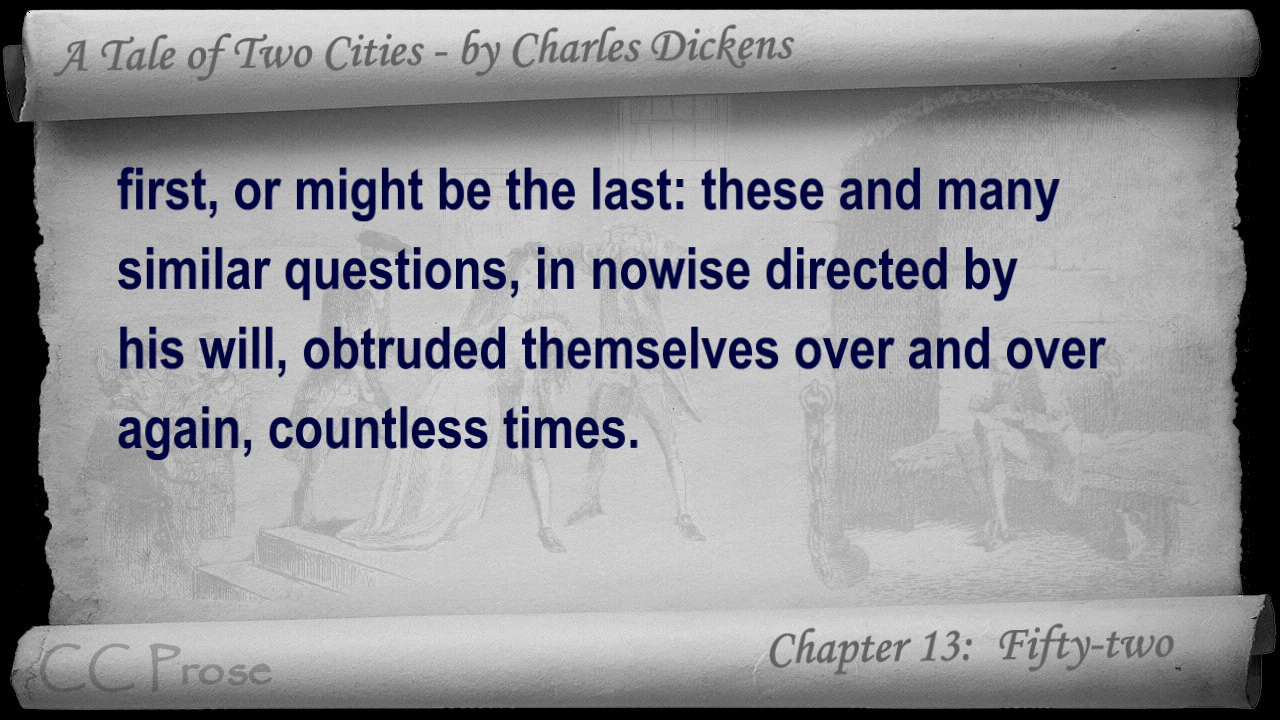 A Tale of Two Cities - by Charles Dickens
first, or might be the last: these and many
similar questions, in nowise directed by
his will, obtruded themselves over and over
again, countless times.
CC Prose
Chapter 13: Fifty-two